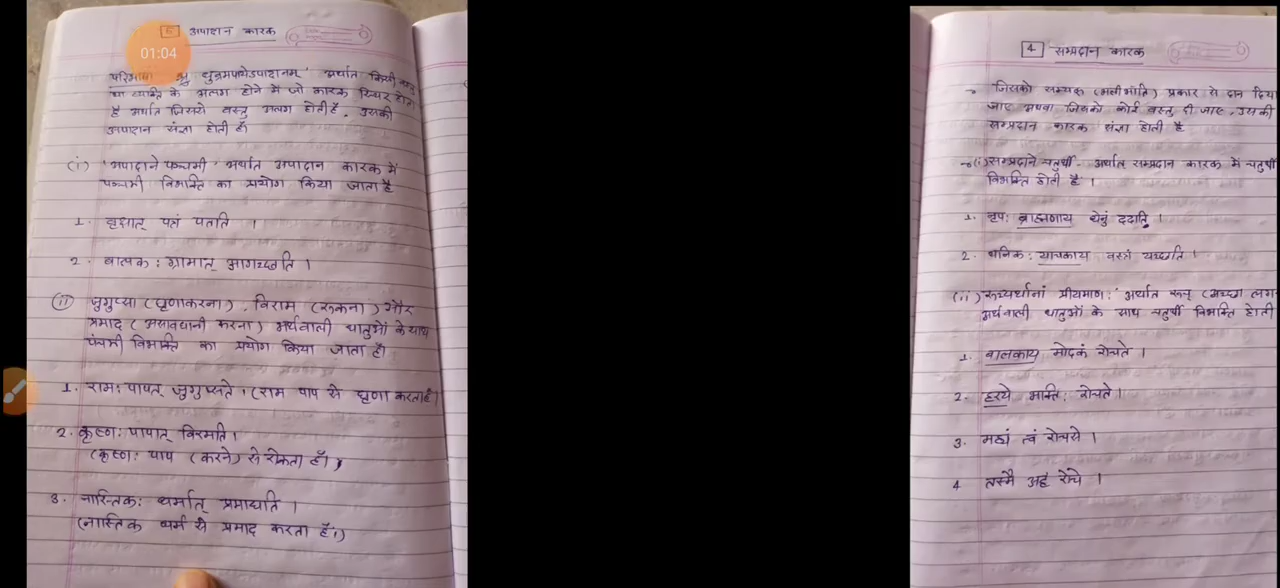 5 अपादान कारक
01:04
परिभाषा ध्रुवमपायेऽपादानम्' अर्थात किसी वस्तु
या व्यक्ति के अलग होने में जो कारक स्थिर होता
है अर्थात जिससे वस्तु अलग होती है, उसकी
अपादान संज्ञा होती है।
(i) 'अपादाने पञ्चमी' अर्थात अपादान कारक में
पञ्चमी विभक्ति का प्रयोग किया जाता है
1. वृक्षात् पत्रं पतति ।
2. बालक: ग्रामात् आगच्छति ।
(ii) जुगुप्सा (घृणाकरना), विराम (रुकना) और
प्रमाद (असावधानी करना) अर्थवाली धातुओं के साथ
पंचमी विभक्ति का प्रयोग किया जाता है।
1. राम: पापात् जुगुप्सते । (राम पाप से घृणा करता है।
2. कृष्ण: पापात् विरमति।
(कृष्ण: पाप (करने) से रोकता है।)
3. नास्तिक: धर्मात् प्रमाद्यति ।
(नास्तिक धर्म से प्रमाद करता है।)
4 सम्प्रदान कारक
→ जिसको सम्यक (भलीभाँति) प्रकार से दान दिया
जाए अथवा जिसको कोई वस्तु दी जाए, उसकी
सम्प्रदान कारक संज्ञा होती है
→(i) सम्प्रदाने चतुर्थी- अर्थात सम्प्रदान कारक में चतुर्थी
विभक्ति होती है ।
1. नृप: ब्राह्मणाय धेनुं ददाति ।
2. धनिक: याचकाय वस्त्रं यच्छति ।
(ii) रुच्यर्थानां प्रीयमाण:' अर्थात रुच् (अच्छा लग
अर्थवाली धातुओं के साथ चतुर्थी विभक्ति होती
1. बालकाय मोदकं रोचते ।
2. हरये भक्ति: रोचते ।
3. मह्यं त्वं रोचसे ।
4 तस्मै अहं रोचे ।